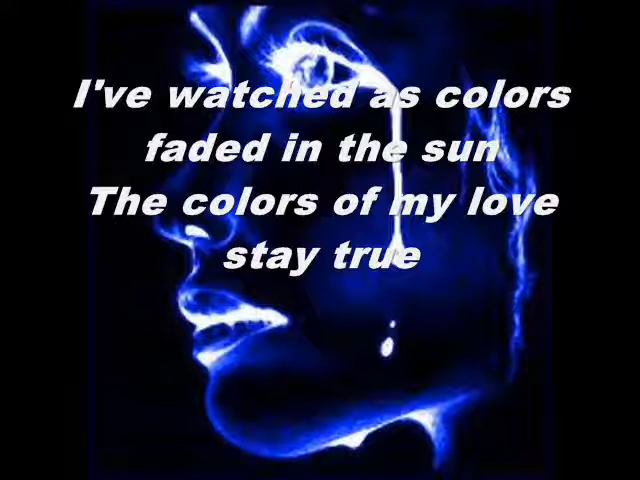 I've watched as colors
faded in the sun
The colors of my love
stay true